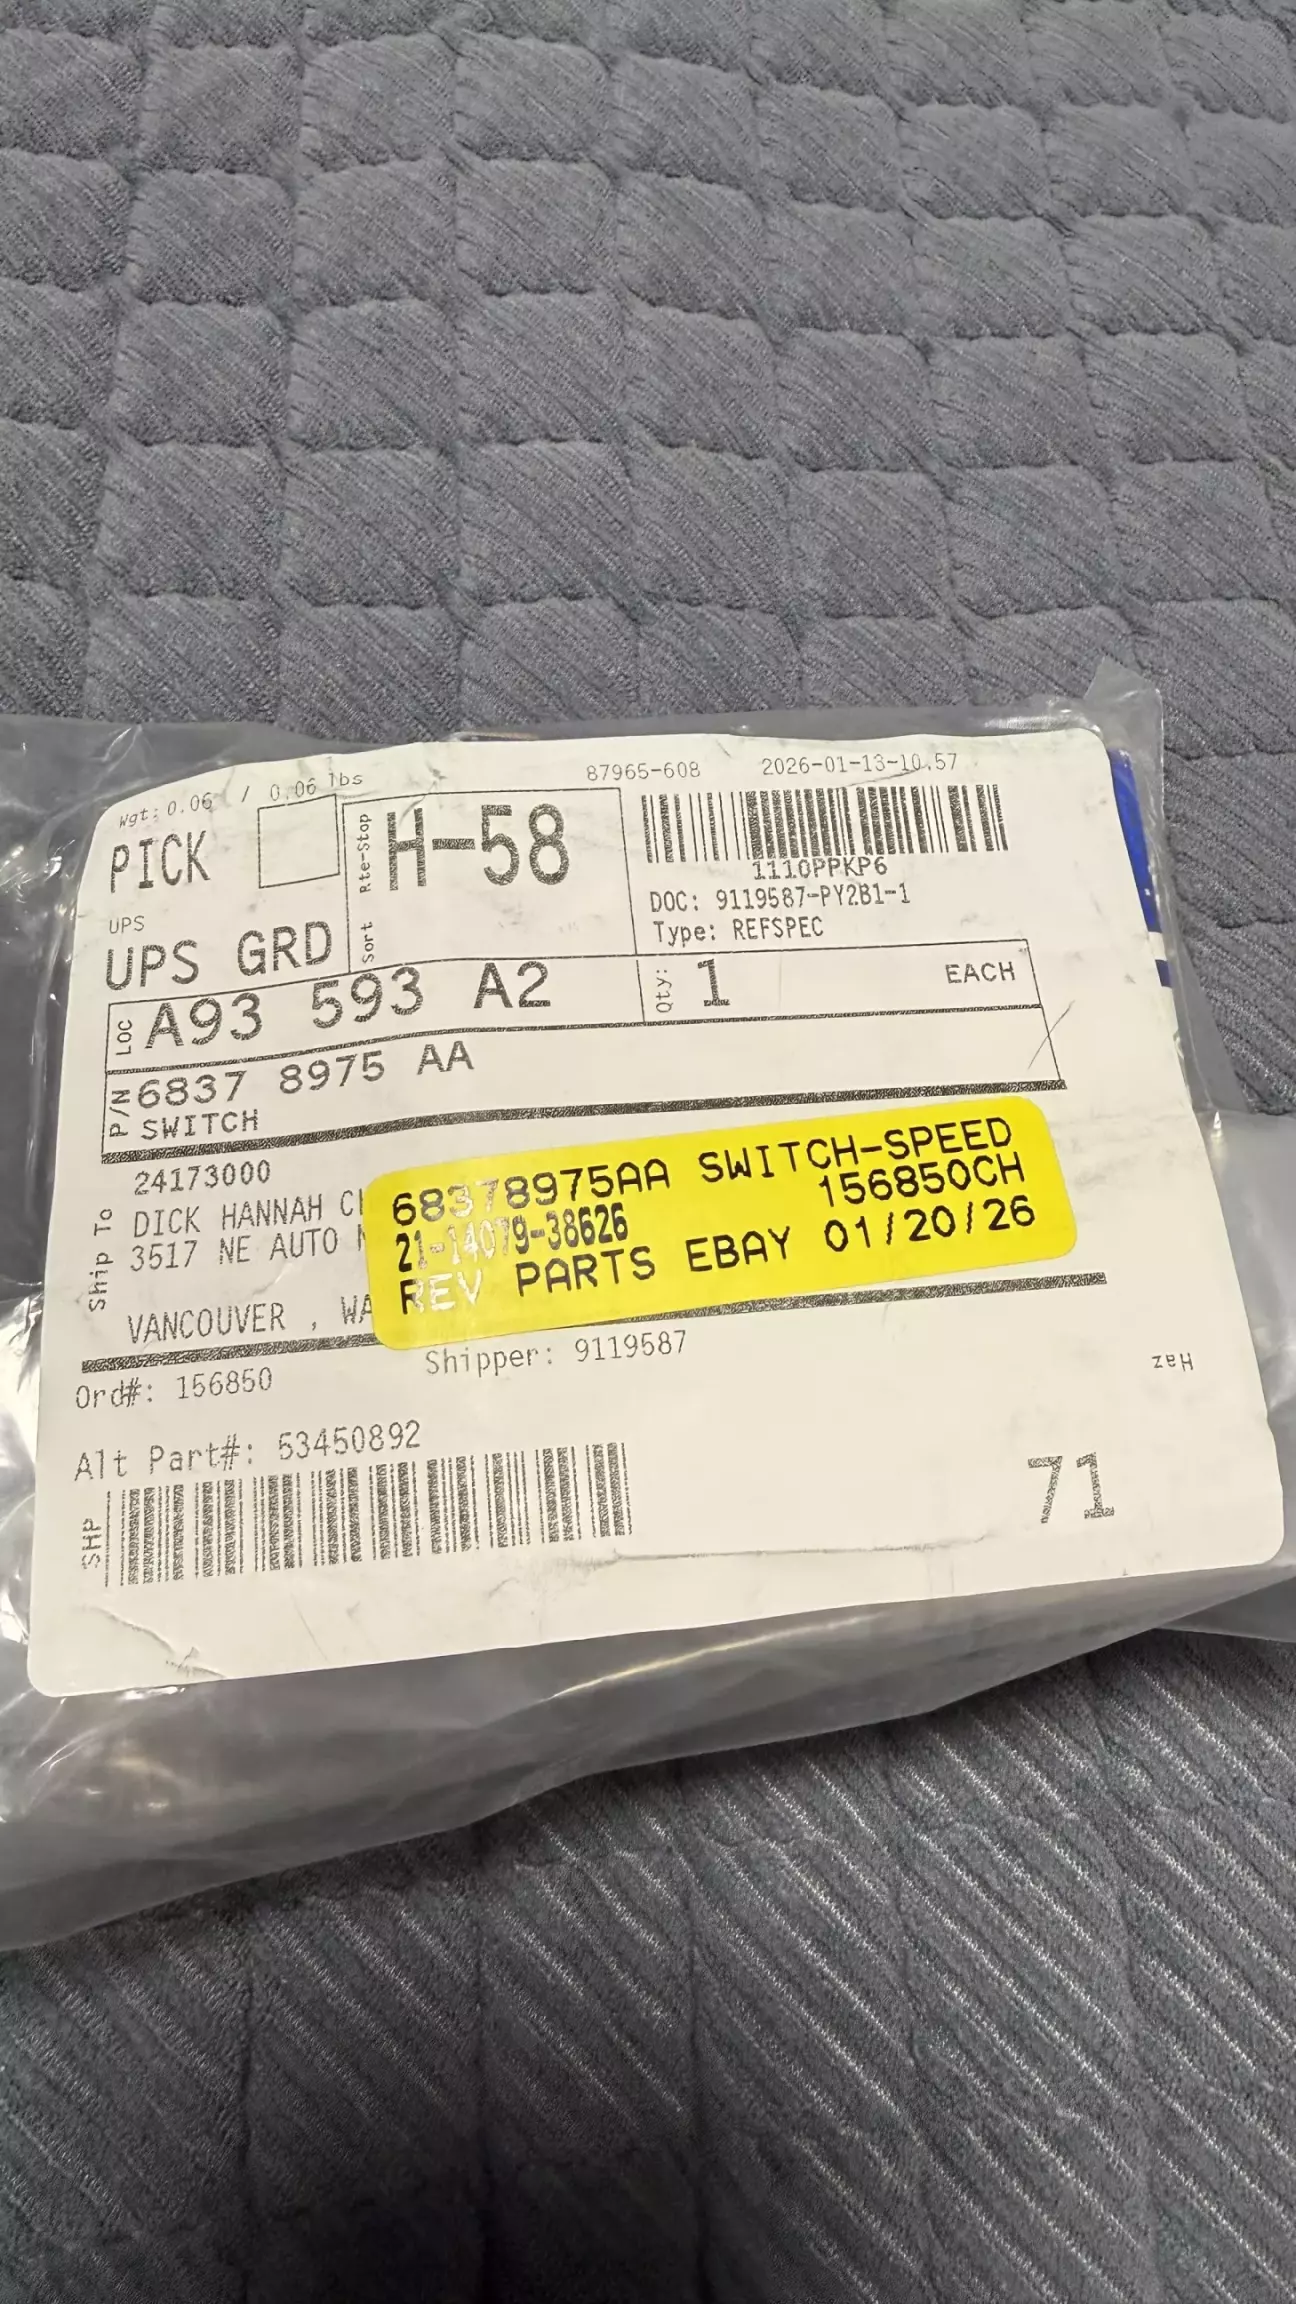 Wgt: 0.06 / 0.06 lbs
87965-608 2026-01-13-10.57
PICK
Rte-Stop
H-58
1110PPKP6
DOC: 9119587-PY2B1-1
Type: REFSPEC
UPS
UPS GRD
Sort
LOC
A93 593 A2
Qty:
1
EACH
P/N
6837 8975 AA
SWITCH
Ship To
24173000
DICK HANNAH
3517 NE AUTO
VANCOUVER , WA
68378975AA SWITCH-SPEED
156850CH
21-14079-38626
REV PARTS EBAY 01/20/26
Shipper: 9119587
Ord#: 156850
Haz
Alt Part#: 53450892
SHP
71